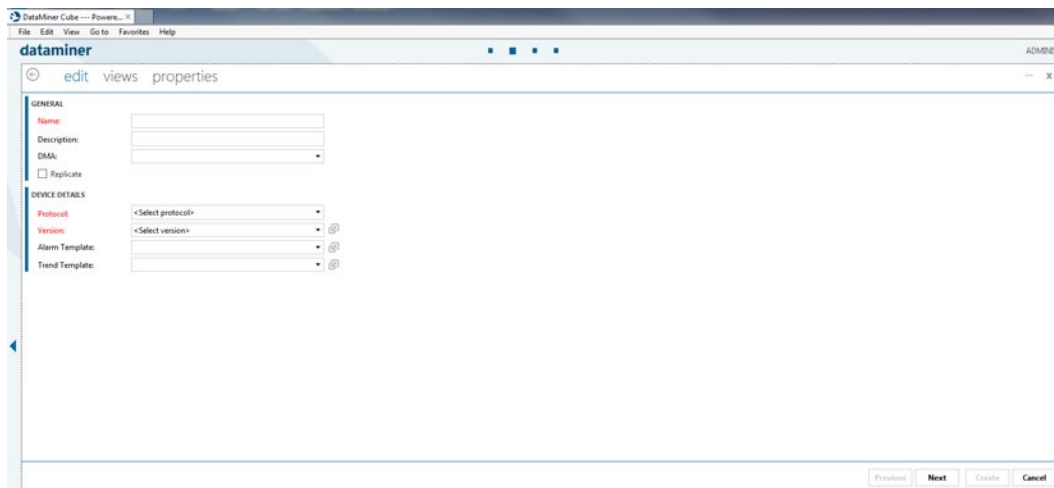 DataMiner Cube --- Powere...
File Edit View Go to Favorites Help
dataminer
edit views properties
GENERAL
Name:
Description:
DMA:
Replicate
DEVICE DETAILS
Protocol:
<Select protocol>
Version:
<Select version>
Alarm Template:
Trend Template:
Previous Next Create Cancel